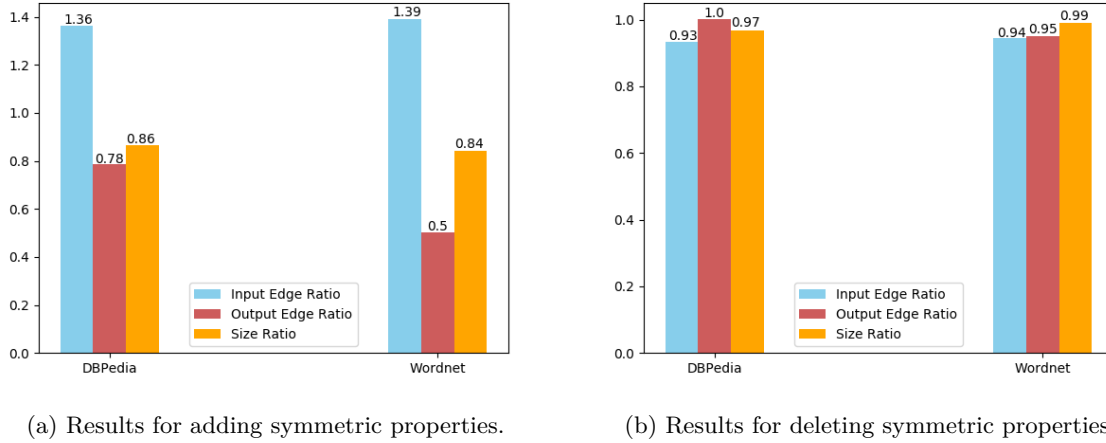 1.4
1.2
1.0
0.8
0.6
0.4
0.2
0.0
1.36
0.78
0.86
1.39
0.5
0.84
Input Edge Ratio
Output Edge Ratio
Size Ratio
DBPedia
Wordnet
(a) Results for adding symmetric properties.
1.0
0.8
0.6
0.4
0.2
0.0
0.93
1.0
0.97
0.94
0.95
0.99
Input Edge Ratio
Output Edge Ratio
Size Ratio
DBPedia
Wordnet
(b) Results for deleting symmetric properties